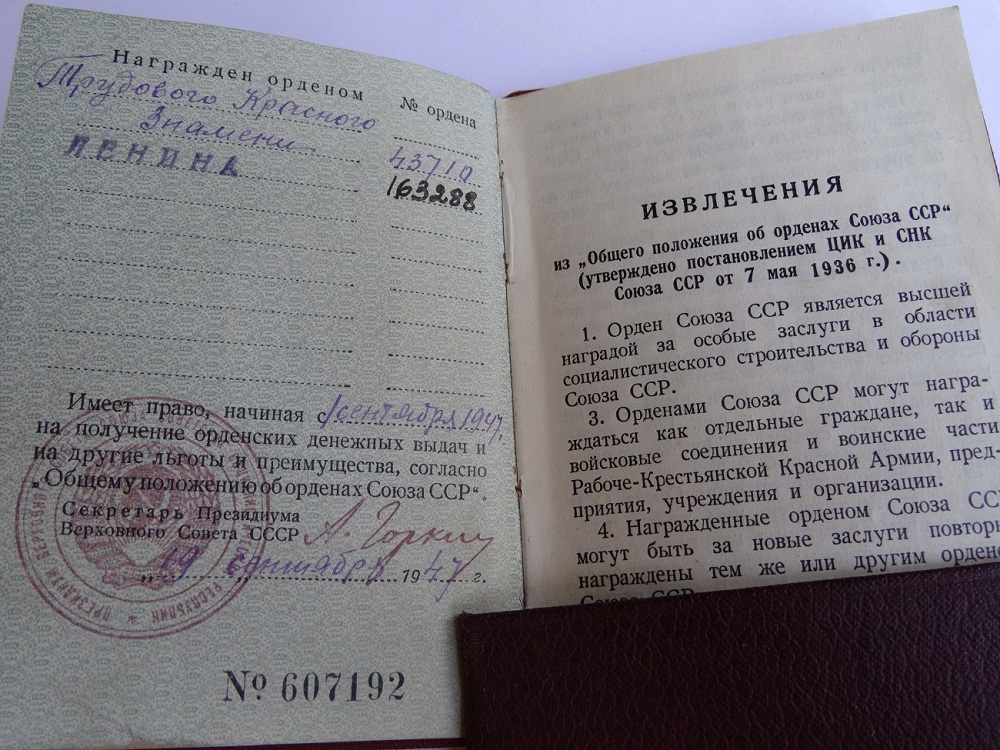 Награжден орденом
№ ордена
Трудового Красного
Знамени
43710
ЛЕНИНА
163288
Имеет право, начиная с 1 сентября 1947,
на получение орденских денежных выдач и
на другие льготы и преимущества, согласно
„Общему положению об орденах Союза ССР“.
Секретарь Президиума
Верховного Совета СССР
А. Горкин
„19 сентября 1947 г.
№ 607192
ИЗВЛЕЧЕНИЯ
из „Общего положения об орденах Союза ССР“
(утверждено постановлением ЦИК и СНК
Союза ССР от 7 мая 1936 г.).
1. Орден Союза ССР является высшей
наградой за особые заслуги в области
социалистического строительства и обороны
Союза ССР.
3. Орденами Союза ССР могут награ-
ждаться как отдельные граждане, так и
войсковые соединения и воинские части
Рабоче-Крестьянской Красной Армии, пред-
приятия, учреждения и организации.
4. Награжденные орденом Союза СС
могут быть за новые заслуги повторн
награждены тем же или другим ордено
Союза ССР.